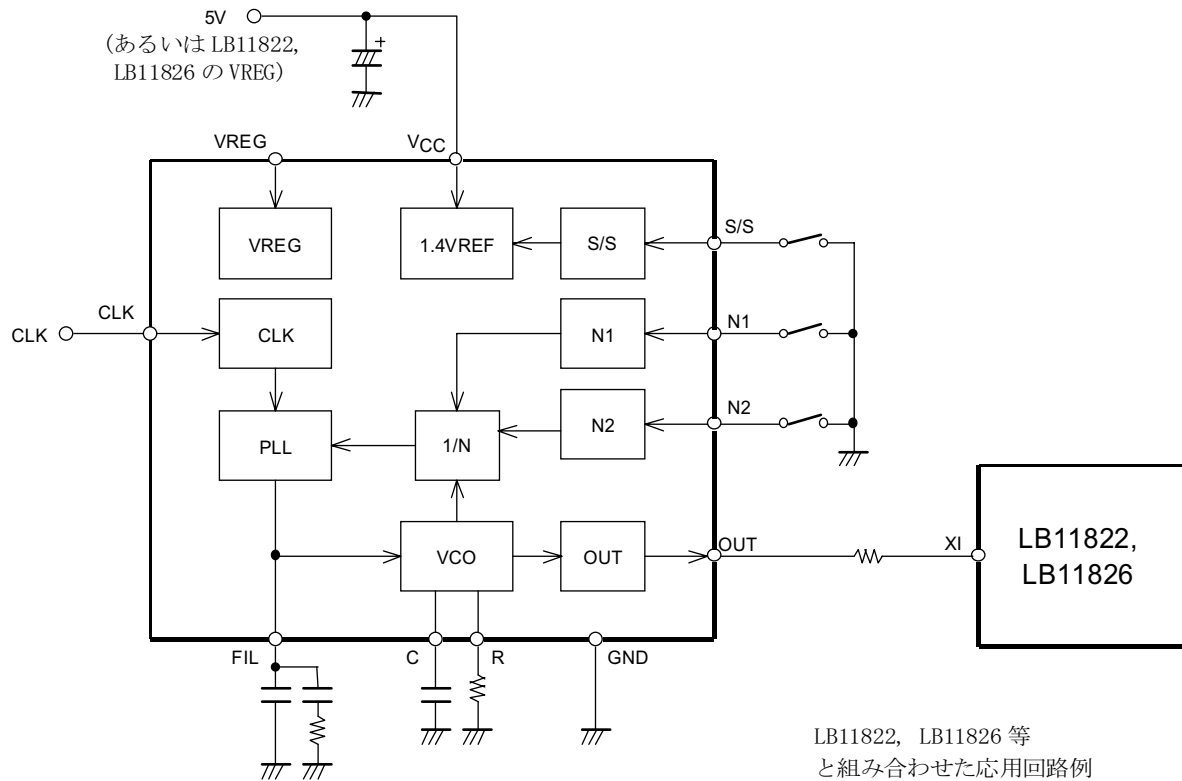 5V
(あるいは LB11822,
LB11826 の VREG)
+
VREG
VCC
VREG
1.4VREF
S/S
S/S
CLK
CLK
CLK
N1
N1
PLL
1/N
N2
N2
VCO
OUT
OUT
XI
LB11822,
LB11826
FIL
C
R
GND
LB11822, LB11826 等
と組み合わせた応用回路例